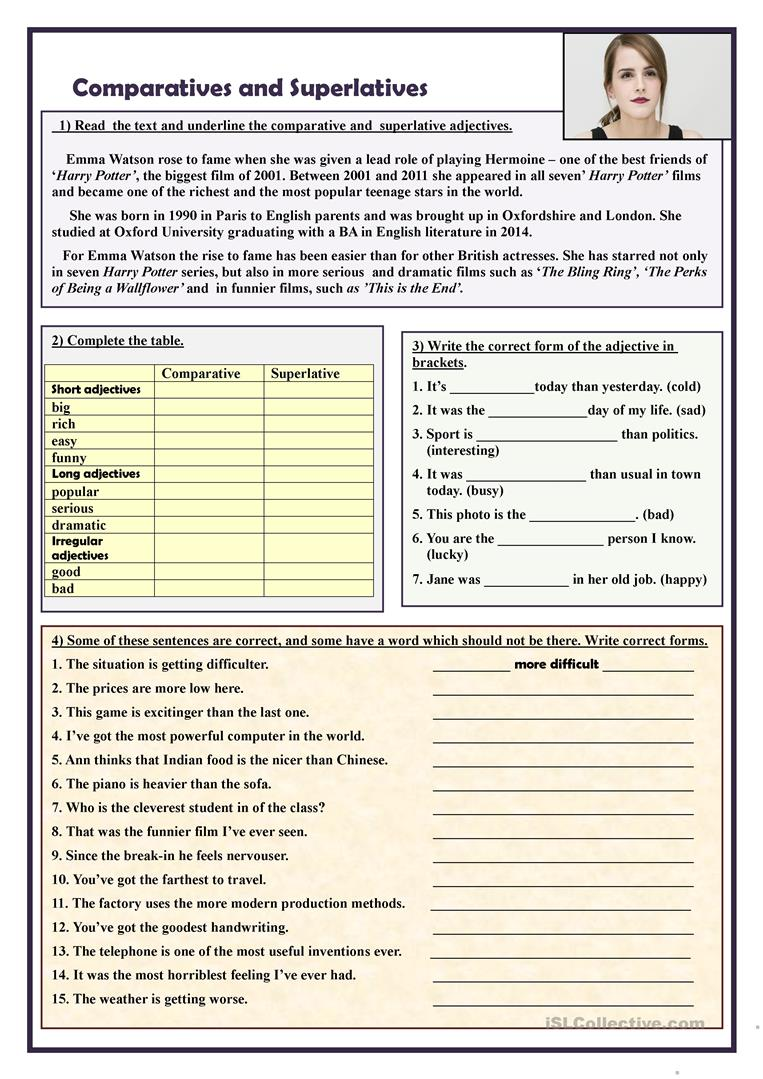 Comparatives and Superlatives
1) Read the text and underline the comparative and superlative adjectives.
Emma Watson rose to fame when she was given a lead role of playing Hermoine – one of the best friends of
‘Harry Potter’, the biggest film of 2001. Between 2001 and 2011 she appeared in all seven’ Harry Potter’ films
and became one of the richest and the most popular teenage stars in the world.
She was born in 1990 in Paris to English parents and was brought up in Oxfordshire and London. She
studied at Oxford University graduating with a BA in English literature in 2014.
For Emma Watson the rise to fame has been easier than for other British actresses. She has starred not only
in seven Harry Potter series, but also in more serious and dramatic films such as ‘The Bling Ring’, ‘The Perks
of Being a Wallflower’ and in funnier films, such as ’This is the End’.
2) Complete the table.
Comparative Superlative
Short adjectives
big
rich
easy
funny
Long adjectives
popular
serious
dramatic
Irregular
adjectives
good
bad
3) Write the correct form of the adjective in
brackets.
1. It’s ____________today than yesterday. (cold)
2. It was the ______________day of my life. (sad)
3. Sport is ____________________ than politics.
(interesting)
4. It was _________________ than usual in town
today. (busy)
5. This photo is the _______________. (bad)
6. You are the _______________ person I know.
(lucky)
7. Jane was ____________ in her old job. (happy)
4) Some of these sentences are correct, and some have a word which should not be there. Write correct forms.
1. The situation is getting difficulter. ___________ more difficult _____________
2. The prices are more low here. _____________________________________
3. This game is excitinger than the last one. _____________________________________
4. I’ve got the most powerful computer in the world. _____________________________________
5. Ann thinks that Indian food is the nicer than Chinese. _____________________________________
6. The piano is heavier than the sofa. _____________________________________
7. Who is the cleverest student in of the class? _____________________________________
8. That was the funnier film I’ve ever seen. _____________________________________
9. Since the break-in he feels nervouser. _____________________________________
10. You’ve got the farthest to travel. _____________________________________
11. The factory uses the more modern production methods. _____________________________________
12. You’ve got the goodest handwriting. _____________________________________
13. The telephone is one of the most useful inventions ever. _____________________________________
14. It was the most horriblest feeling I’ve ever had. _____________________________________
15. The weather is getting worse. _____________________________________
iSLCollective.com